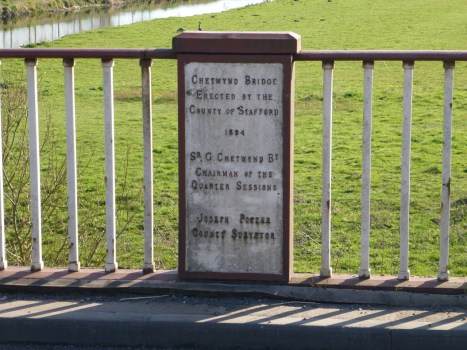 Chetwynd Bridge
Erected by the
County of Stafford
1824
Sr. G. Chetwynd Bt
Chairman of the
Quarter Sessions
Joseph Potter
County Surveyor